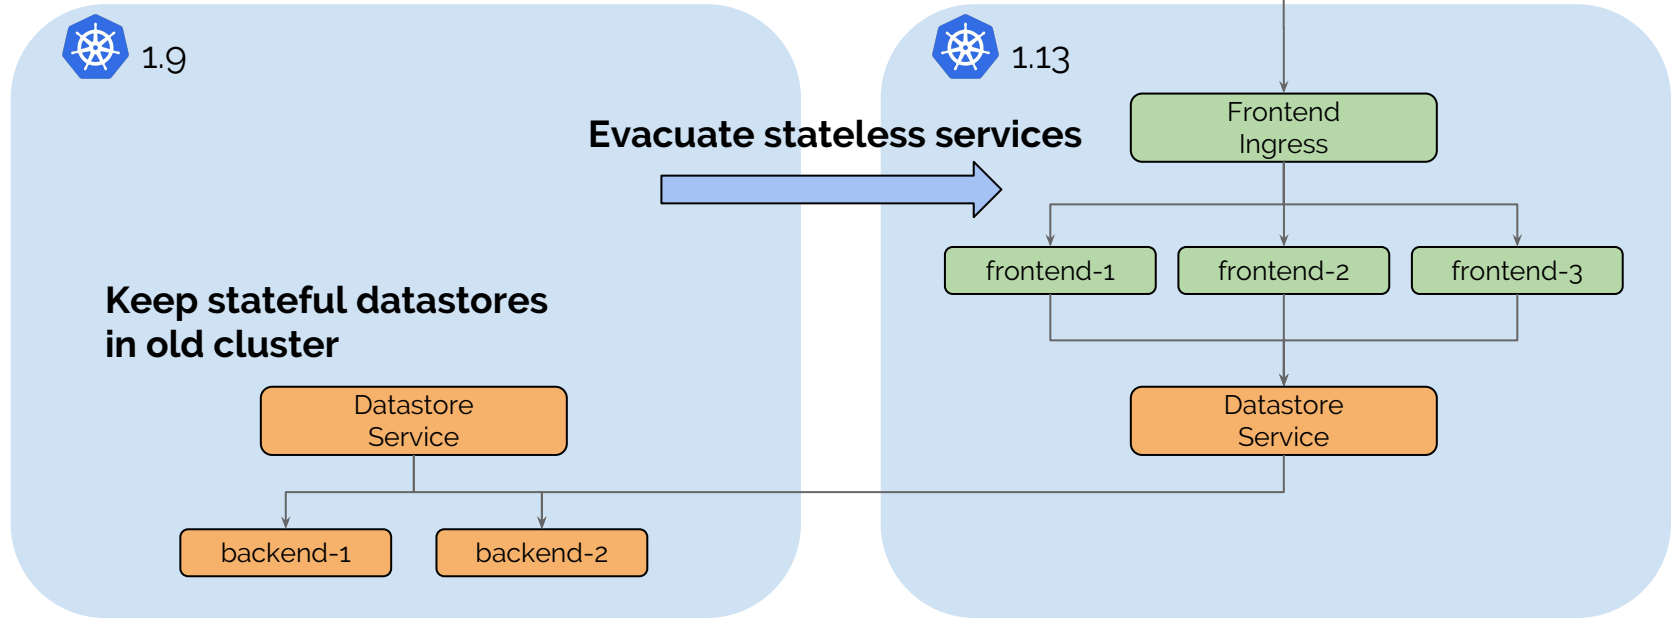 1.9
1.13
Frontend
Ingress
Evacuate stateless services
frontend-1
frontend-2
frontend-3
Keep stateful datastores
in old cluster
Datastore
Service
Datastore
Service
backend-1
backend-2